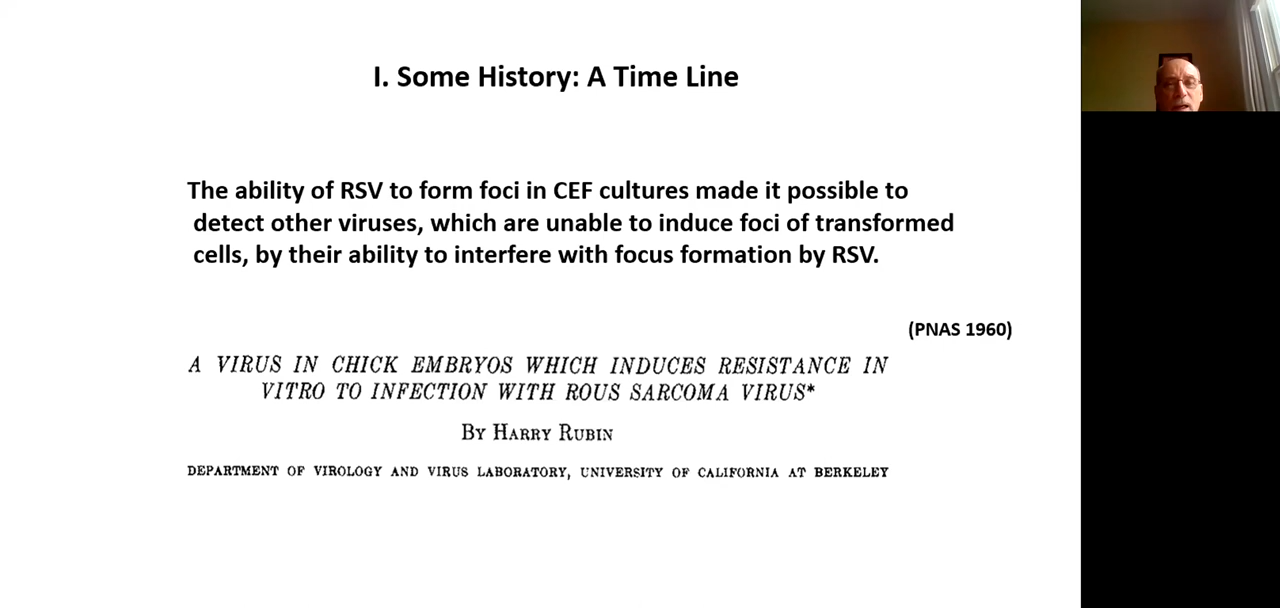 I. Some History: A Time Line
The ability of RSV to form foci in CEF cultures made it possible to
detect other viruses, which are unable to induce foci of transformed
cells, by their ability to interfere with focus formation by RSV.
(PNAS 1960)
A VIRUS IN CHICK EMBRYOS WHICH INDUCES RESISTANCE IN
VITRO TO INFECTION WITH ROUS SARCOMA VIRUS*
BY HARRY RUBIN
DEPARTMENT OF VIROLOGY AND VIRUS LABORATORY, UNIVERSITY OF CALIFORNIA AT BERKELEY